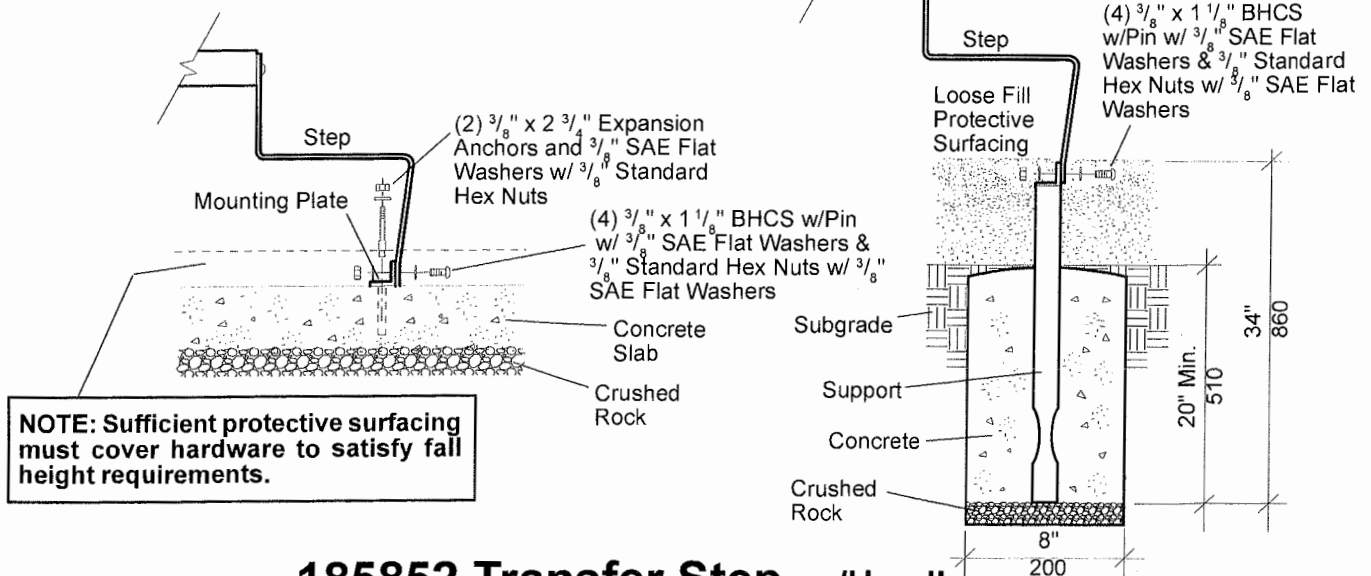 Step
(2) 3/8" x 2 3/4" Expansion
Anchors and 3/8" SAE Flat
Washers w/ 3/8" Standard
Hex Nuts
Mounting Plate
(4) 3/8" x 1 1/8" BHCS w/Pin
w/ 3/8" SAE Flat Washers &
3/8" Standard Hex Nuts w/ 3/8"
SAE Flat Washers
Concrete
Slab
Crushed
Rock
NOTE: Sufficient protective surfacing
must cover hardware to satisfy fall
height requirements.
Step
(4) 3/8" x 1 1/8" BHCS
w/Pin w/ 3/8" SAE Flat
Washers & 3/8" Standard
Hex Nuts w/ 3/8" SAE Flat
Washers
Loose Fill
Protective
Surfacing
Subgrade
Support
Concrete
Crushed
Rock
20" Min.
510
34"
860
8"
200
185852 Transfer Step